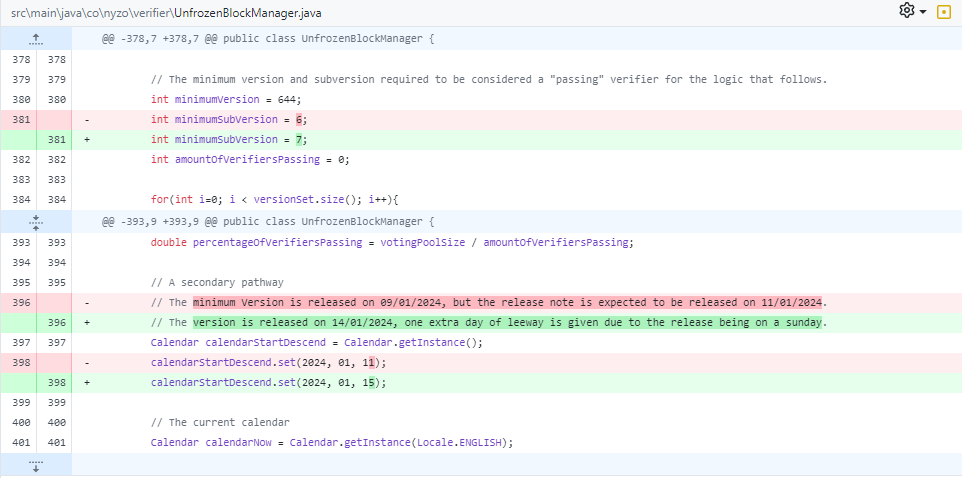 src\main\java\co\nyzo\verifier\UnfrozenBlockManager.java
@@ -378,7 +378,7 @@ public class UnfrozenBlockManager {
378 378
379 379 // The minimum version and subversion required to be considered a "passing" verifier for the logic that follows.
380 380 int minimumVersion = 644;
381 - int minimumSubVersion = 6;
381 + int minimumSubVersion = 7;
382 382 int amountOfVerifiersPassing = 0;
383 383
384 384 for(int i=0; i < versionSet.size(); i++){
@@ -393,9 +393,9 @@ public class UnfrozenBlockManager {
393 393 double percentageOfVerifiersPassing = votingPoolSize / amountOfVerifiersPassing;
394 394
395 395 // A secondary pathway
396 - // The minimum Version is released on 09/01/2024, but the release note is expected to be released on 11/01/2024.
396 + // The version is released on 14/01/2024, one extra day of leeway is given due to the release being on a sunday.
397 397 Calendar calendarStartDescend = Calendar.getInstance();
398 - calendarStartDescend.set(2024, 01, 11);
398 + calendarStartDescend.set(2024, 01, 15);
399 399
400 400 // The current calendar
401 401 Calendar calendarNow = Calendar.getInstance(Locale.ENGLISH);